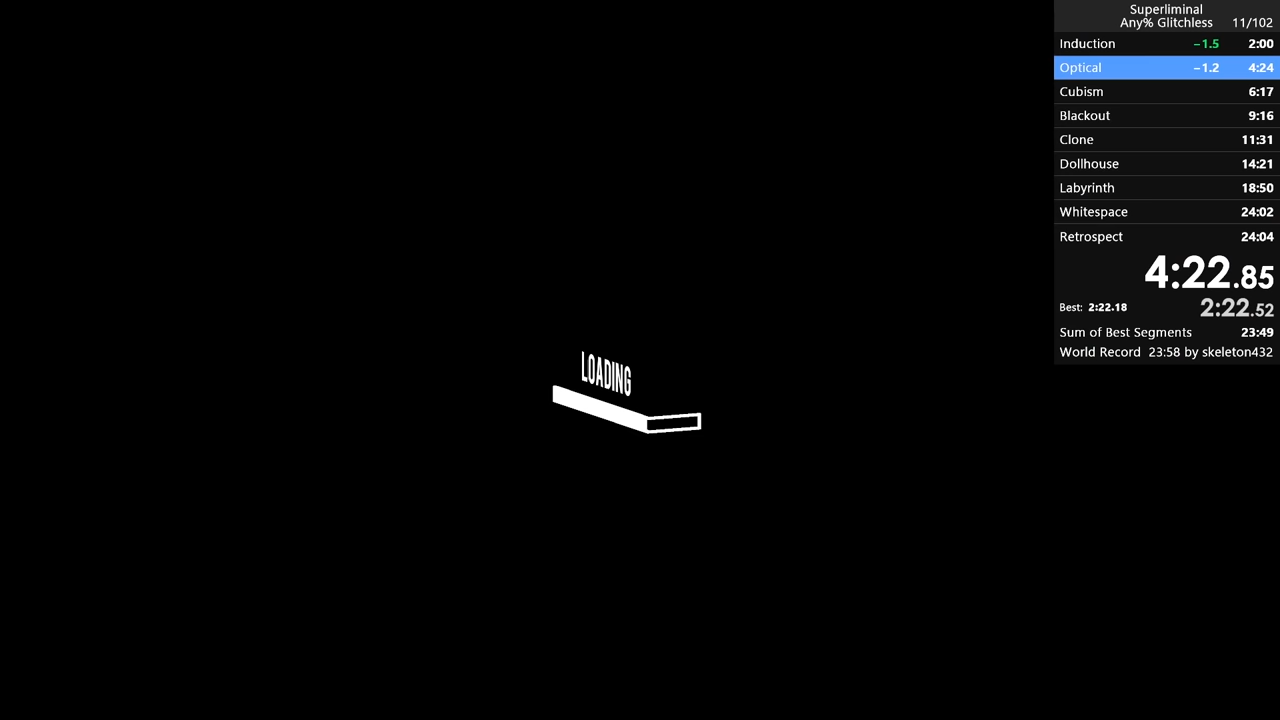 Superliminal
Any% Glitchless 11/102
Induction −1.5 2:00
Optical −1.2 4:24
Cubism 6:17
Blackout 9:16
Clone 11:31
Dollhouse 14:21
Labyrinth 18:50
Whitespace 24:02
Retrospect 24:04
4:22.85
Best: 2:22.18 2:22.52
Sum of Best Segments 23:49
World Record 23:58 by skeleton432
LOADING